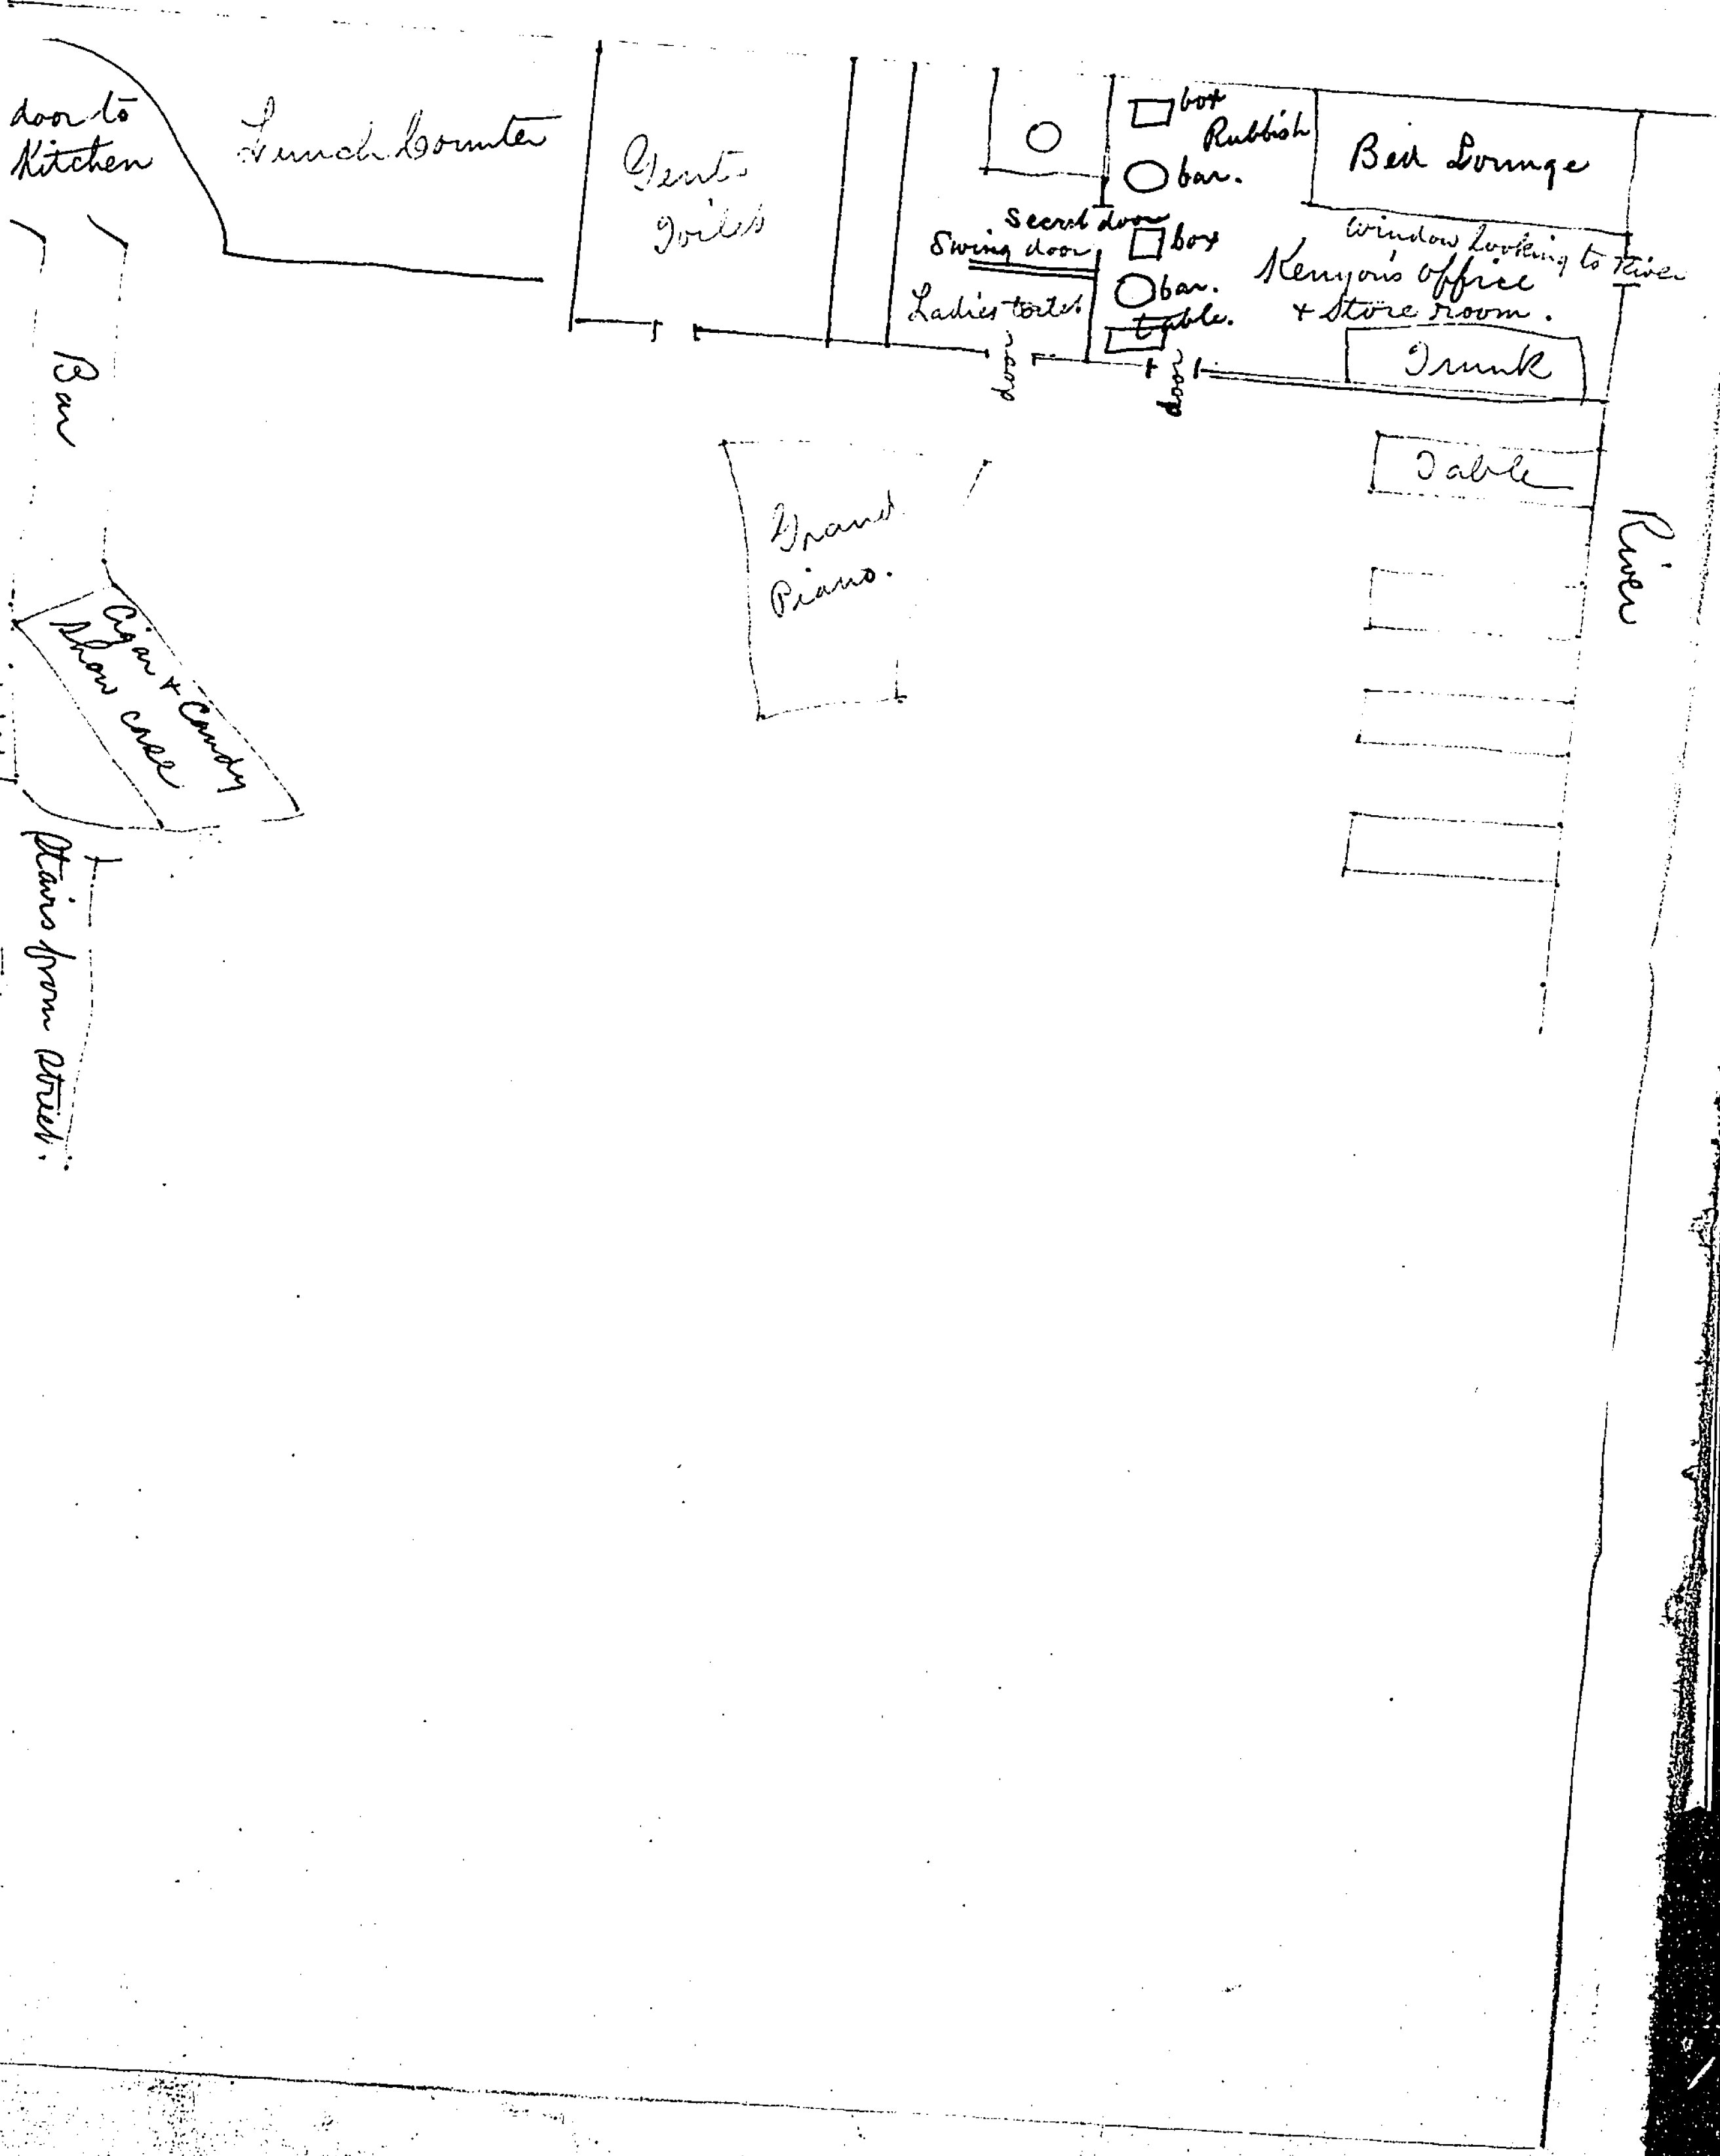 door to
Kitchen
Lunch Counter
Gent-
Toilet
box
Rubbish
bar.
Secret door
Swing door
box
bar.
table.
Ladies toilet
door
door
Bed Lounge
Window looking to River
Kenyon's Office
+ Store room.
Trunk
Table
River
Bar
Grand
Piano.
Cigar + Candy
Show case
Stairs from Street.